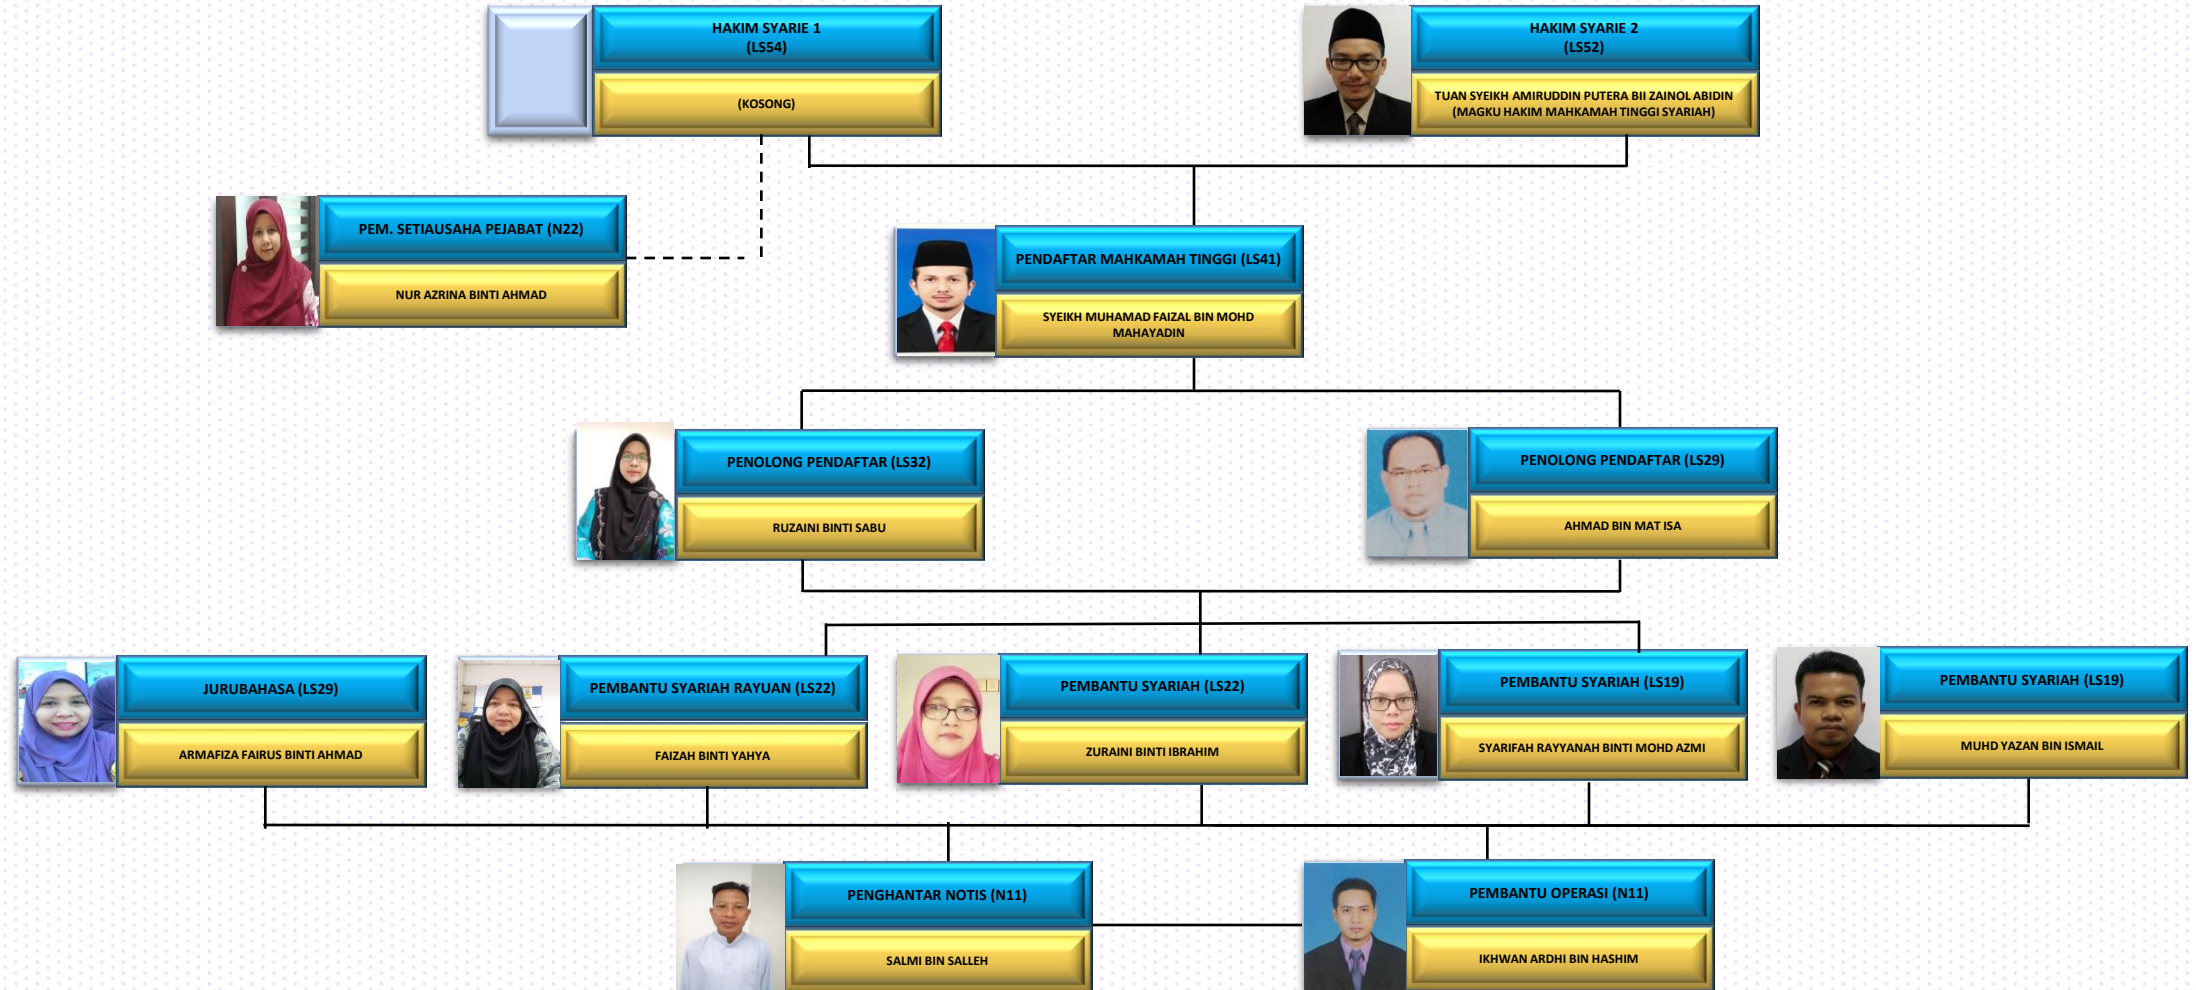 HAKIM SYARIE 1
(LS54)
(KOSONG)
HAKIM SYARIE 2
(LS52)
TUAN SYEIKH AMIRUDDIN PUTERA BII ZAINOL ABIDIN
(MAGKU HAKIM MAHKAMAH TINGGI SYARIAH)
PEM. SETIAUSAHA PEJABAT (N22)
NUR AZRINA BINTI AHMAD
PENDAFTAR MAHKAMAH TINGGI (LS41)
SYEIKH MUHAMAD FAIZAL BIN MOHD
MAHAYADIN
PENOLONG PENDAFTAR (LS32)
RUZAINI BINTI SABU
PENOLONG PENDAFTAR (LS29)
AHMAD BIN MAT ISA
JURUBAHASA (LS29)
ARMAFIZA FAIRUS BINTI AHMAD
PEMBANTU SYARIAH RAYUAN (LS22)
FAIZAH BINTI YAHYA
PEMBANTU SYARIAH (LS22)
ZURAINI BINTI IBRAHIM
PEMBANTU SYARIAH (LS19)
SYARIFAH RAYYANAH BINTI MOHD AZMI
PEMBANTU SYARIAH (LS19)
MUHD YAZAN BIN ISMAIL
PENGHANTAR NOTIS (N11)
SALMI BIN SALLEH
PEMBANTU OPERASI (N11)
IKHWAN ARDHI BIN HASHIM